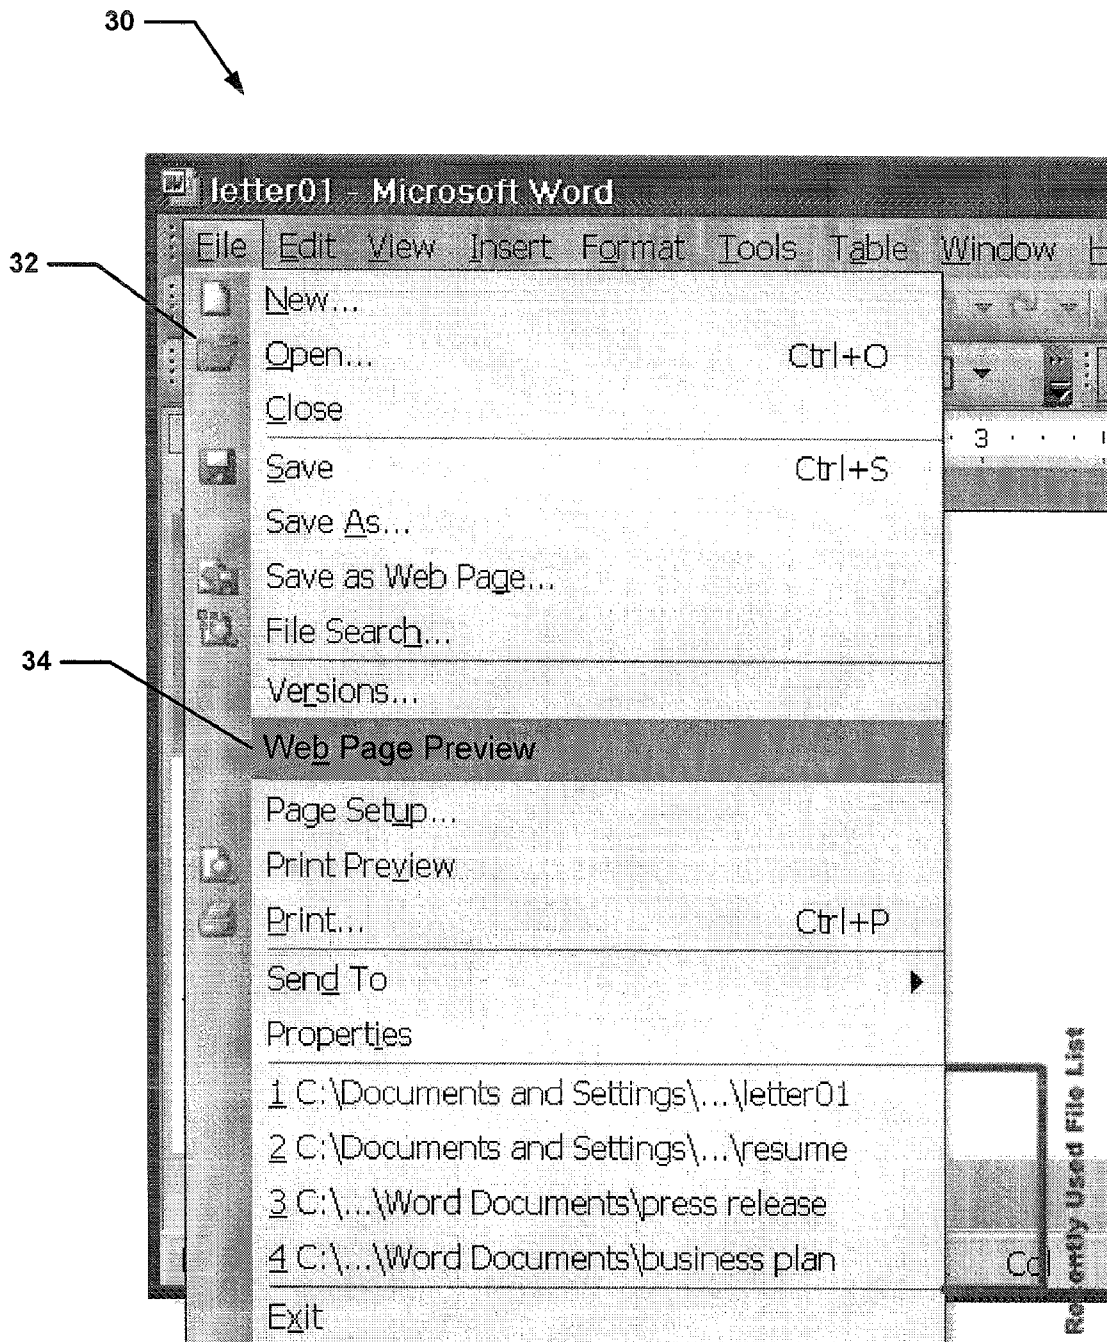 30
letter01 - Microsoft Word
File Edit View Insert Format Tools Table Window H
32
New...
Open... Ctrl+O
Close
3
Save Ctrl+S
Save As...
Save as Web Page...
File Search...
34
Versions...
Web Page Preview
Page Setup...
Print Preview
Print... Ctrl+P
Send To
Properties
1 C:\Documents and Settings\...\letter01
2 C:\Documents and Settings\...\resume
3 C:\...\Word Documents\press release
4 C:\...\Word Documents\business plan
Col
Exit
Recently Used File List